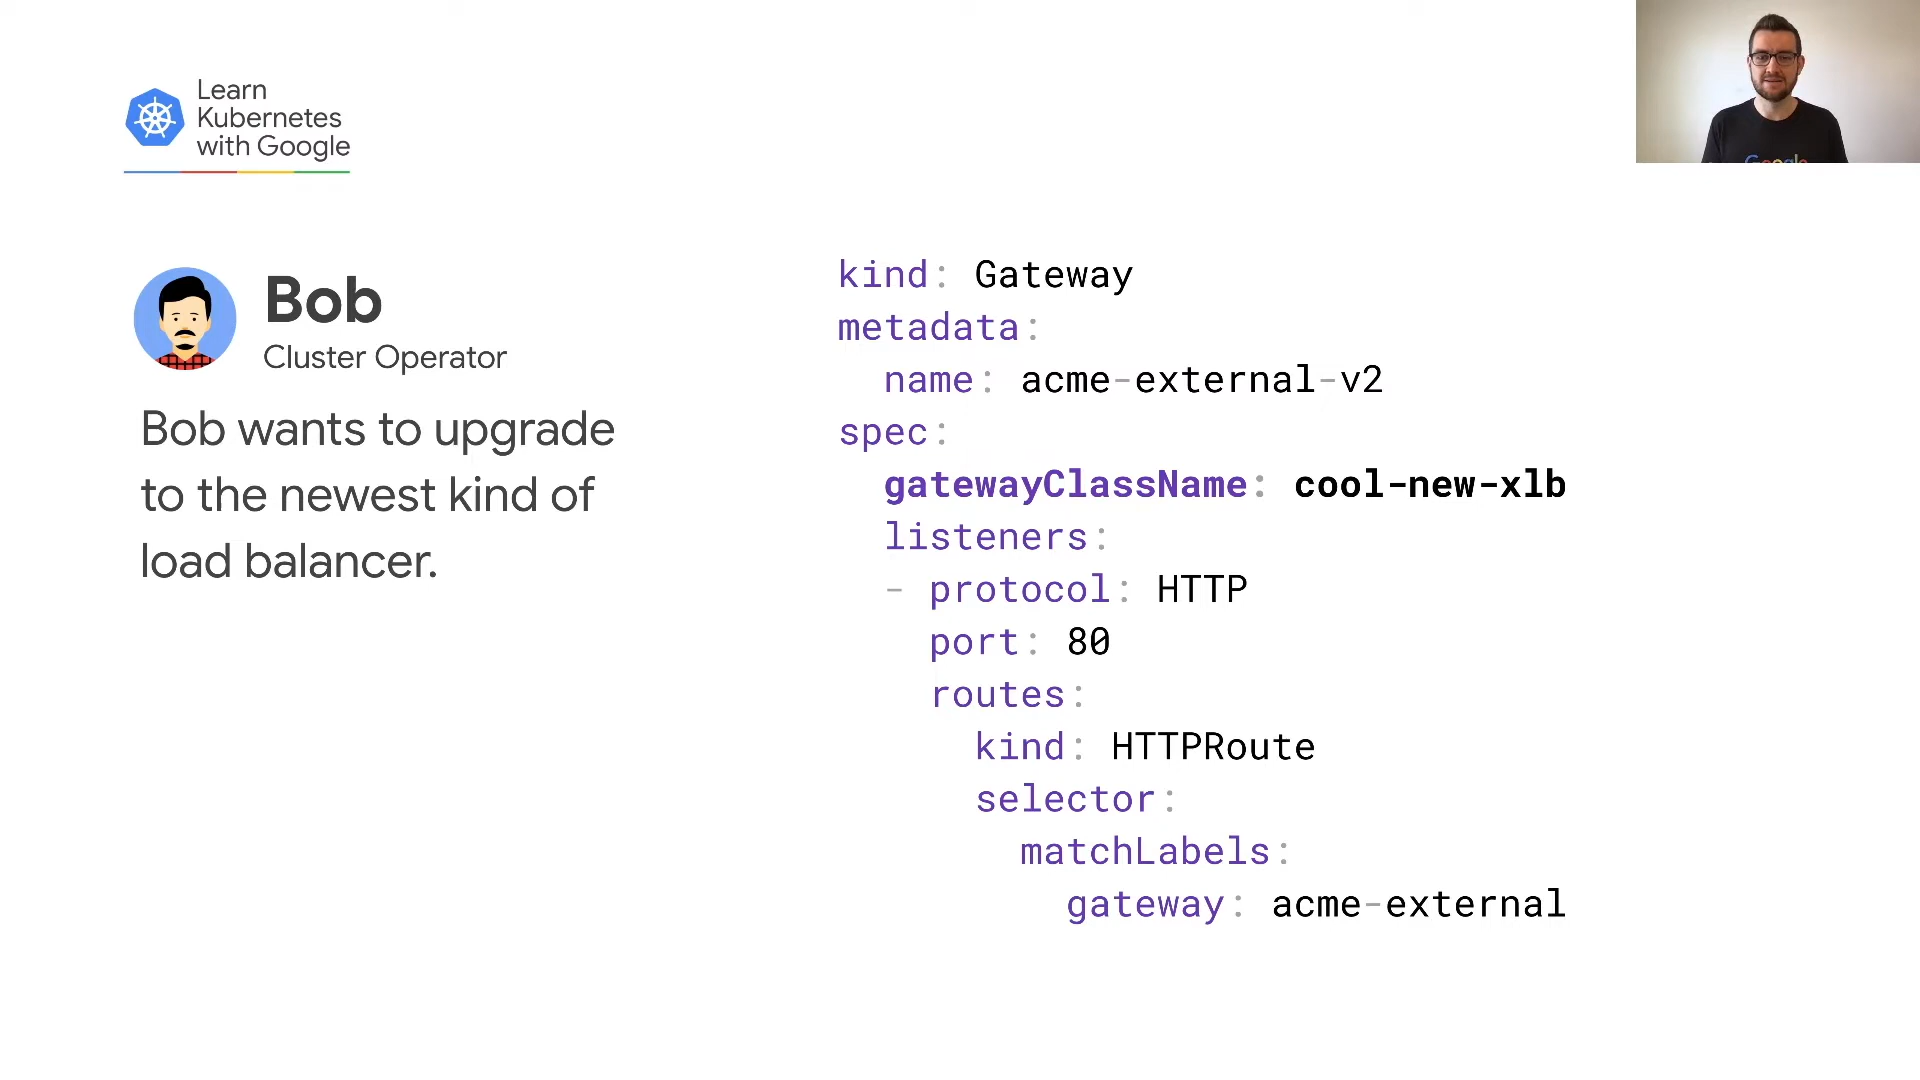 Learn
Kubernetes
with Google
Bob
Cluster Operator
Bob wants to upgrade
to the newest kind of
load balancer.
kind: Gateway
metadata:
  name: acme-external-v2
spec:
  gatewayClassName: cool-new-xlb
  listeners:
  - protocol: HTTP
    port: 80
    routes:
      kind: HTTPRoute
      selector:
        matchLabels:
          gateway: acme-external
Google